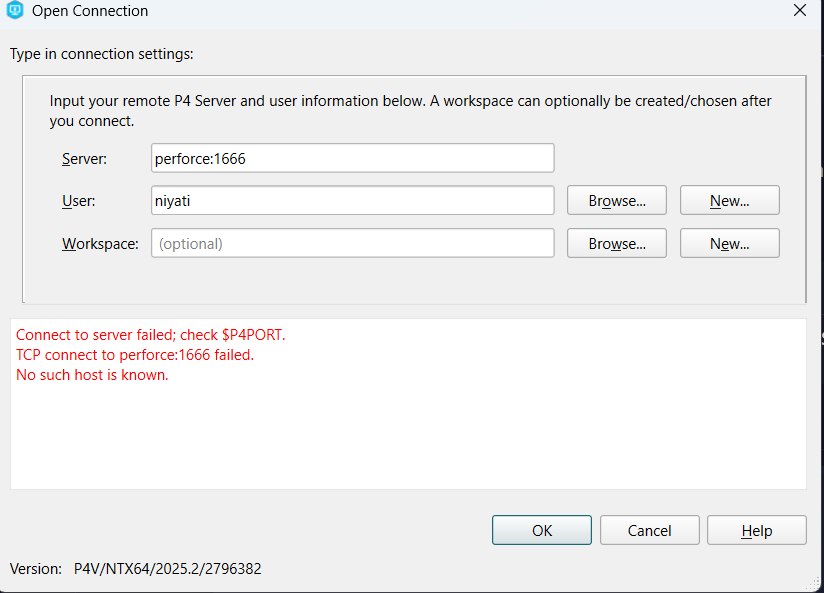 Open Connection
Type in connection settings:
Input your remote P4 Server and user information below. A workspace can optionally be created/chosen after
you connect.
Server: perforce:1666
User: niyati Browse... New...
Workspace: (optional) Browse... New...
Connect to server failed; check $P4PORT.
TCP connect to perforce:1666 failed.
No such host is known.
OK Cancel Help
Version: P4V/NTX64/2025.2/2796382